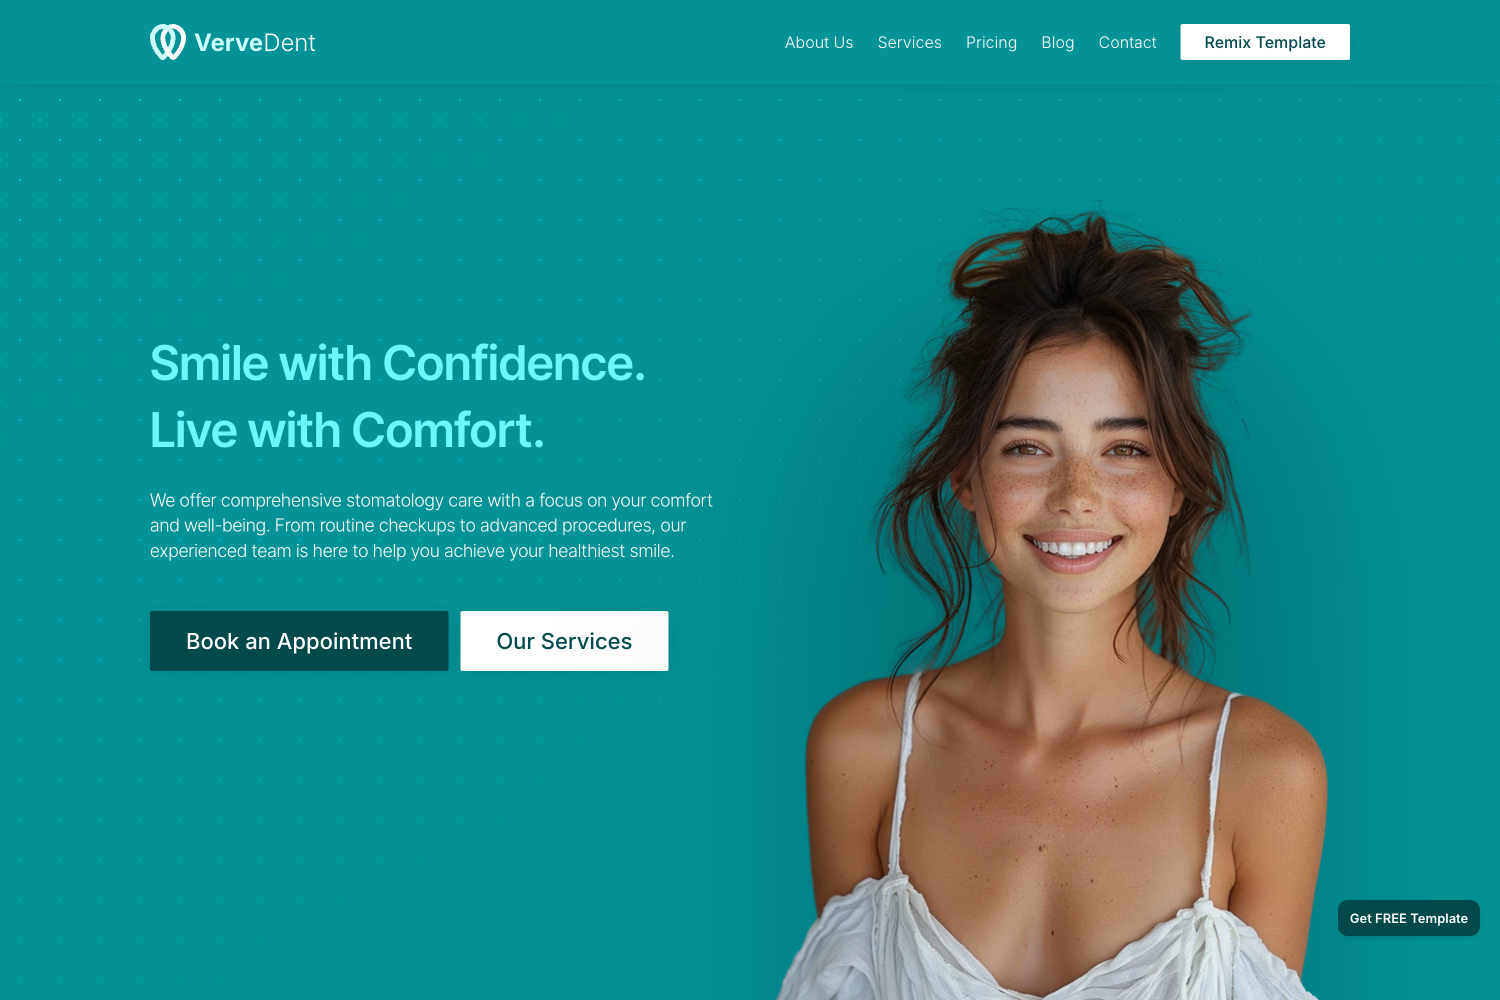 VerveDent
About Us
Services
Pricing
Blog
Contact
Remix Template
Smile with Confidence.
Live with Comfort.
We offer comprehensive stomatology care with a focus on your comfort
and well-being. From routine checkups to advanced procedures, our
experienced team is here to help you achieve your healthiest smile.
Book an Appointment
Our Services
Get FREE Template